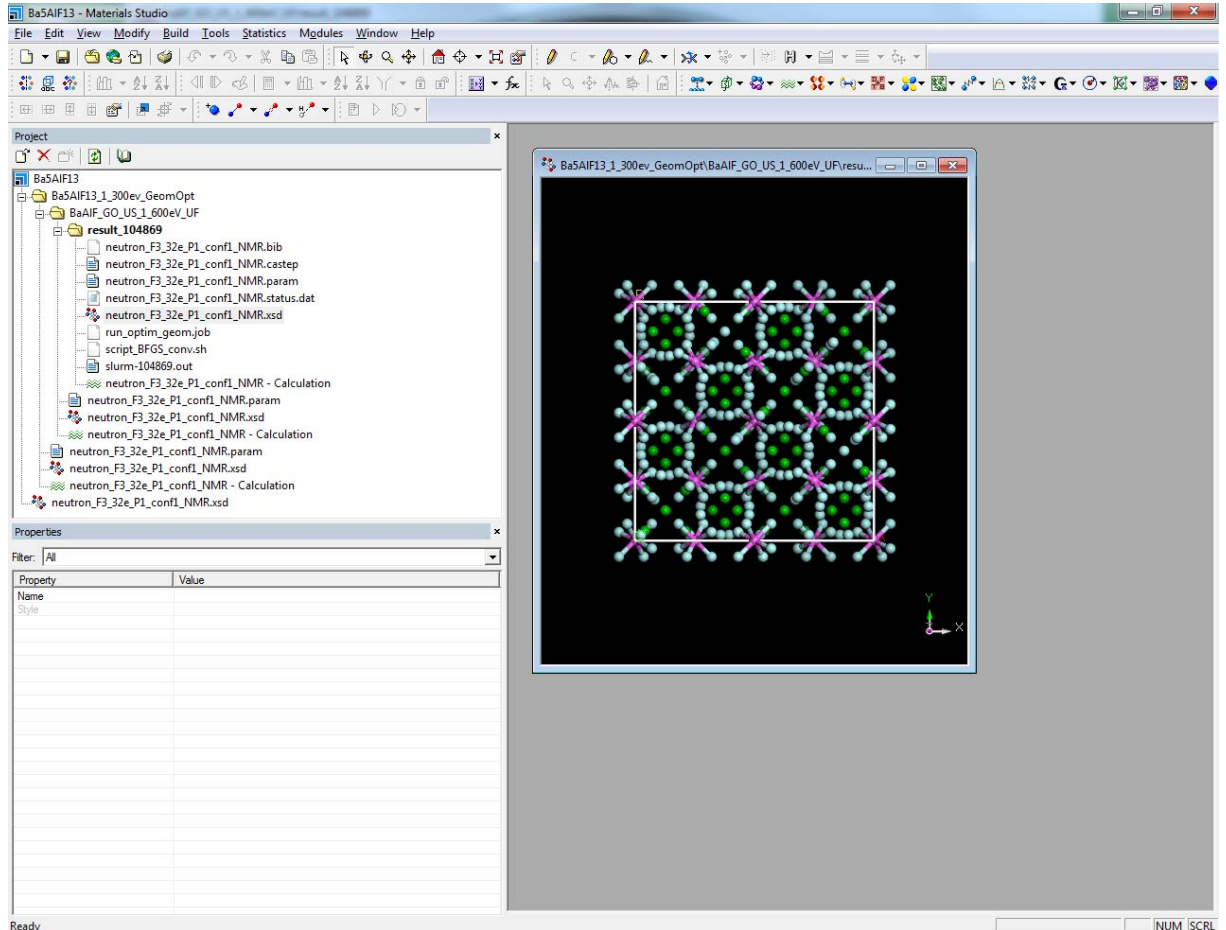 Ba5AlF13 - Materials Studio
File Edit View Modify Build Tools Statistics Modules Window Help
Project
Ba5AlF13
Ba5AlF13_1_300ev_GeomOpt
BaAlF_GO_US_1_600eV_UF
result_104869
neutron_F3_32e_P1_conf1_NMR.bib
neutron_F3_32e_P1_conf1_NMR.castep
neutron_F3_32e_P1_conf1_NMR.param
neutron_F3_32e_P1_conf1_NMR.status.dat
neutron_F3_32e_P1_conf1_NMR.xsd
run_optim_geom.job
script_BFGS_conv.sh
slurm-104869.out
neutron_F3_32e_P1_conf1_NMR - Calculation
neutron_F3_32e_P1_conf1_NMR.param
neutron_F3_32e_P1_conf1_NMR.xsd
neutron_F3_32e_P1_conf1_NMR - Calculation
neutron_F3_32e_P1_conf1_NMR.param
neutron_F3_32e_P1_conf1_NMR.xsd
neutron_F3_32e_P1_conf1_NMR - Calculation
neutron_F3_32e_P1_conf1_NMR.xsd
Ba5AlF13_1_300ev_GeomOpt\BaAlF_GO_US_1_600eV_UF\resu...
Y
X
Properties
Filter: All
Property Value
Name
Style
Ready
NUM SCRL